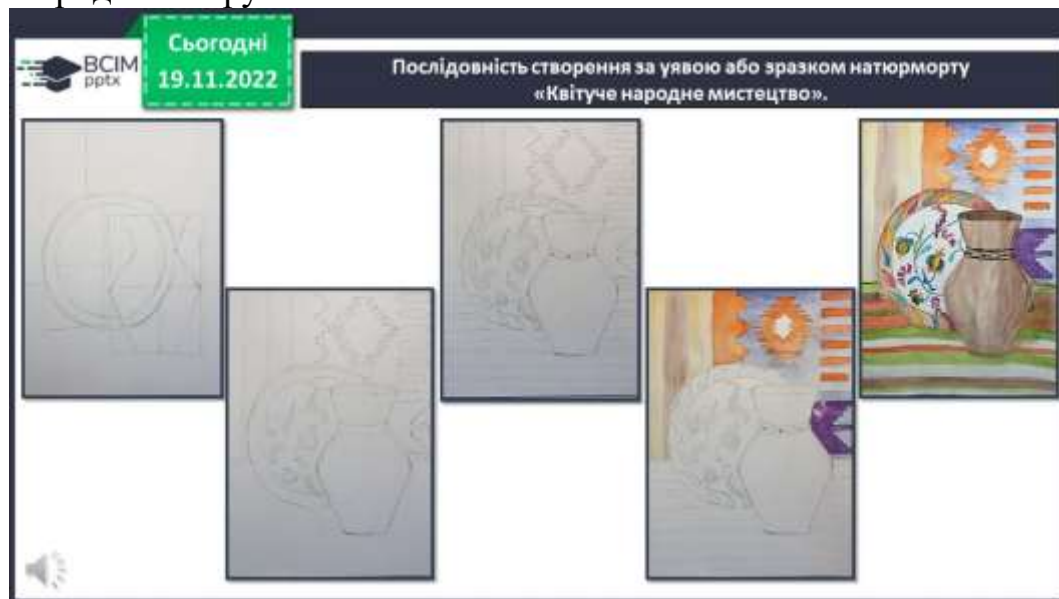 ВСІМ
pptx
Сьогодні
19.11.2022
Послідовність створення за уявою або зразком натюрморту
«Квітуче народне мистецтво».